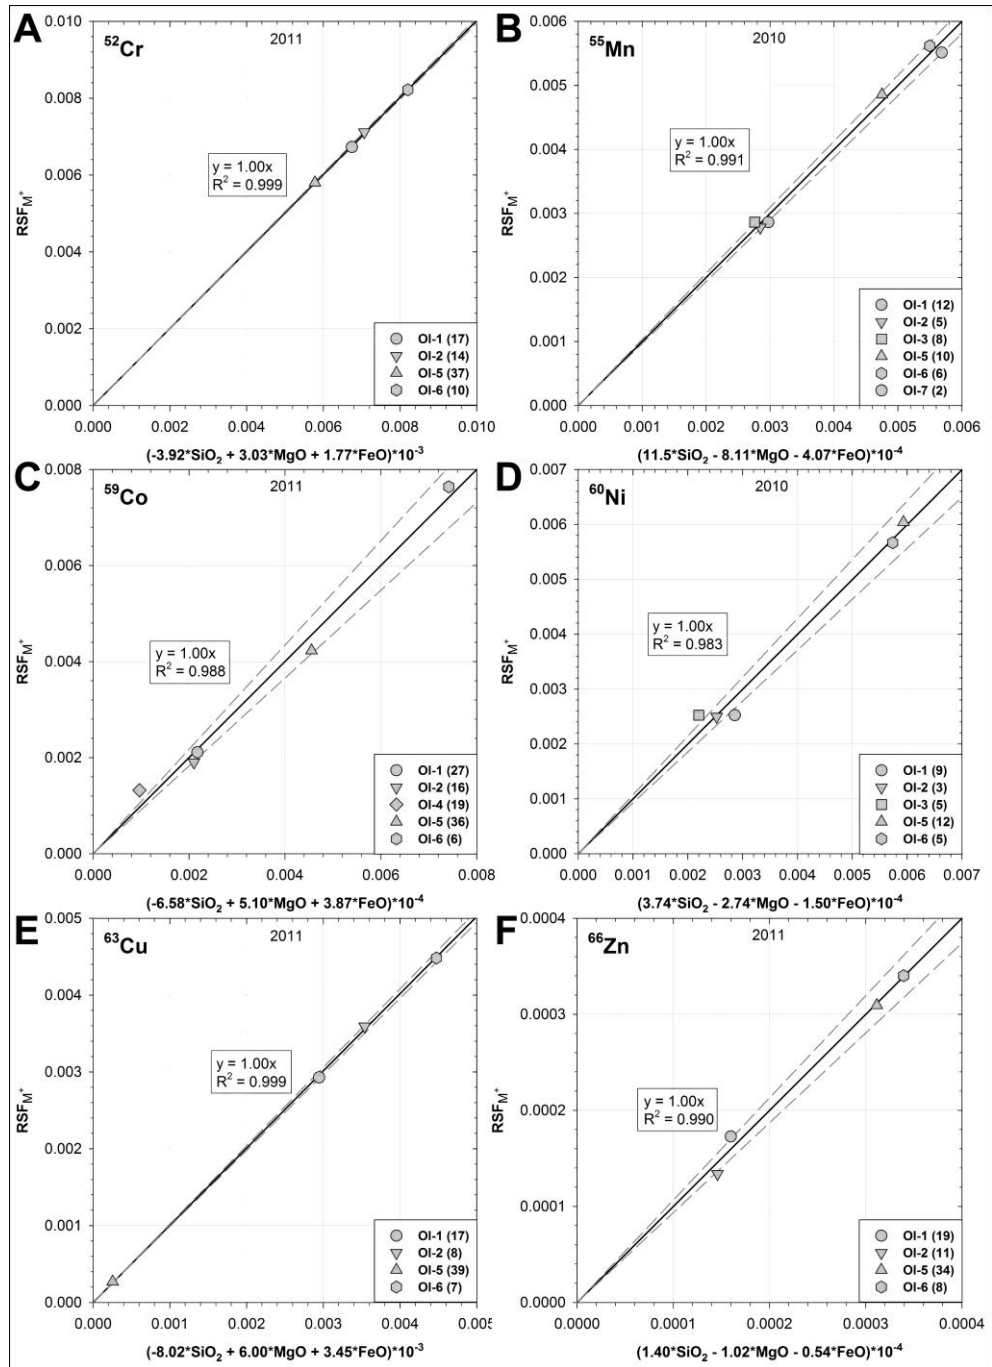 A
52Cr
2011
0.010
0.008
0.006
0.004
0.002
0.000
RSFM+
y = 1.00x
R2 = 0.999
Ol-1 (17)
Ol-2 (14)
Ol-5 (37)
Ol-6 (10)
0.000 0.002 0.004 0.006 0.008 0.010
(-3.92*SiO2 + 3.03*MgO + 1.77*FeO)*10-3
B
55Mn
2010
0.006
0.005
0.004
0.003
0.002
0.001
0.000
RSFM+
y = 1.00x
R2 = 0.991
Ol-1 (12)
Ol-2 (5)
Ol-3 (8)
Ol-5 (10)
Ol-6 (6)
Ol-7 (2)
0.000 0.001 0.002 0.003 0.004 0.005 0.006
(11.5*SiO2 - 8.11*MgO - 4.07*FeO)*10-4
C
59Co
2011
0.008
0.006
0.004
0.002
0.000
RSFM+
y = 1.00x
R2 = 0.988
Ol-1 (27)
Ol-2 (16)
Ol-4 (19)
Ol-5 (36)
Ol-6 (6)
0.000 0.002 0.004 0.006 0.008
(-6.58*SiO2 + 5.10*MgO + 3.87*FeO)*10-4
D
60Ni
2010
0.007
0.006
0.005
0.004
0.003
0.002
0.001
0.000
RSFM+
y = 1.00x
R2 = 0.983
Ol-1 (9)
Ol-2 (3)
Ol-3 (5)
Ol-5 (12)
Ol-6 (5)
0.000 0.001 0.002 0.003 0.004 0.005 0.006 0.007
(3.74*SiO2 - 2.74*MgO - 1.50*FeO)*10-4
E
63Cu
2011
0.005
0.004
0.003
0.002
0.001
0.000
RSFM+
y = 1.00x
R2 = 0.999
Ol-1 (17)
Ol-2 (8)
Ol-5 (39)
Ol-6 (7)
0.000 0.001 0.002 0.003 0.004 0.005
(-8.02*SiO2 + 6.00*MgO + 3.45*FeO)*10-3
F
66Zn
2011
0.0004
0.0003
0.0002
0.0001
0.0000
RSFM+
y = 1.00x
R2 = 0.990
Ol-1 (19)
Ol-2 (11)
Ol-5 (34)
Ol-6 (8)
0.0000 0.0001 0.0002 0.0003 0.0004
(1.40*SiO2 - 1.02*MgO - 0.54*FeO)*10-4